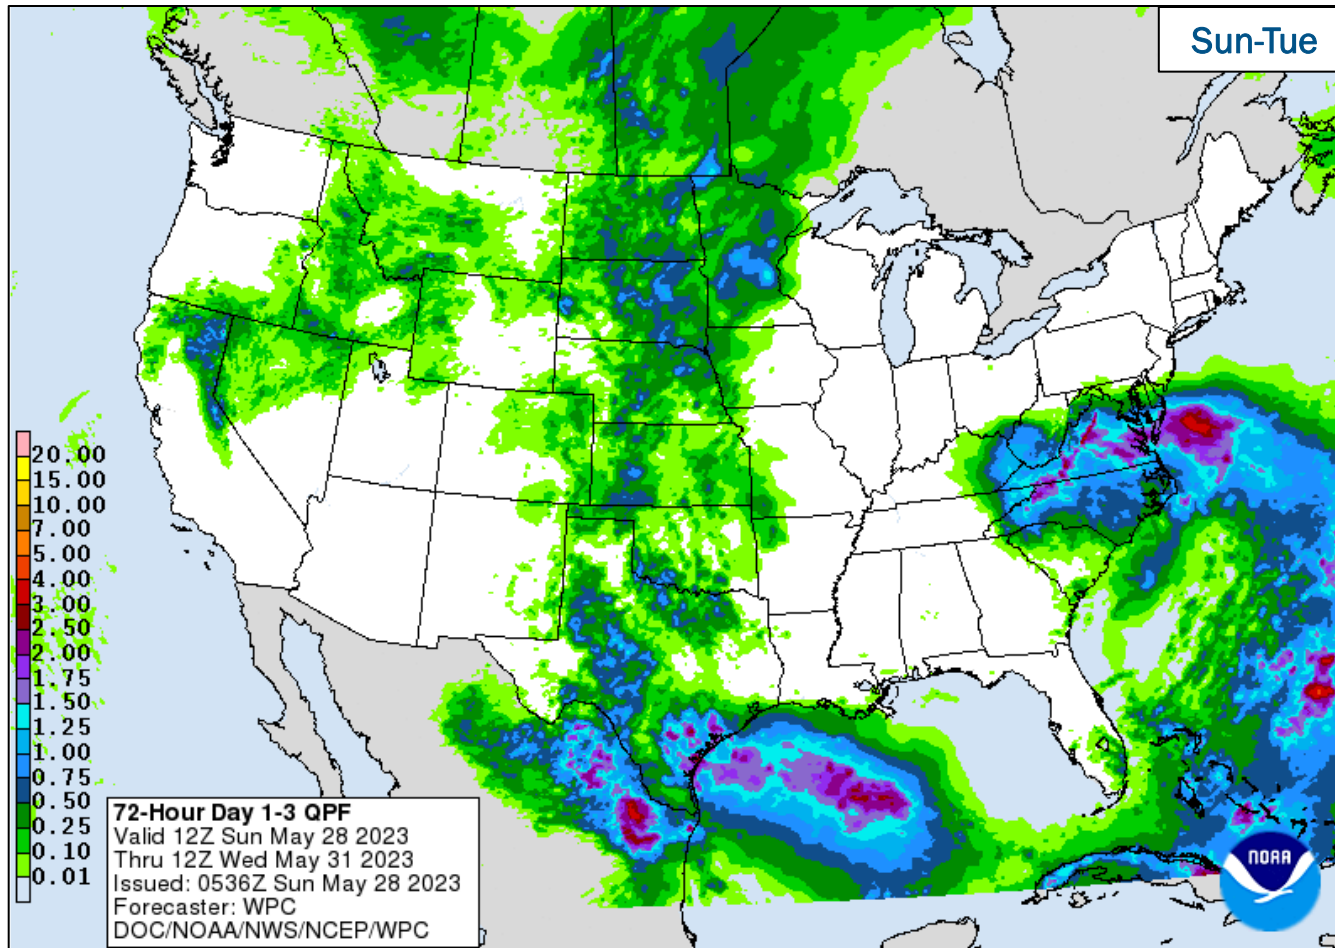 Sun-Tue
20.00
15.00
10.00
7.00
5.00
4.00
3.00
2.50
2.00
1.75
1.50
1.25
1.00
0.75
0.50
0.25
0.10
0.01
72-Hour Day 1-3 QPF
Valid 12Z Sun May 28 2023
Thru 12Z Wed May 31 2023
Issued: 0536Z Sun May 28 2023
Forecaster: WPC
DOC/NOAA/NWS/NCEP/WPC
NOAA